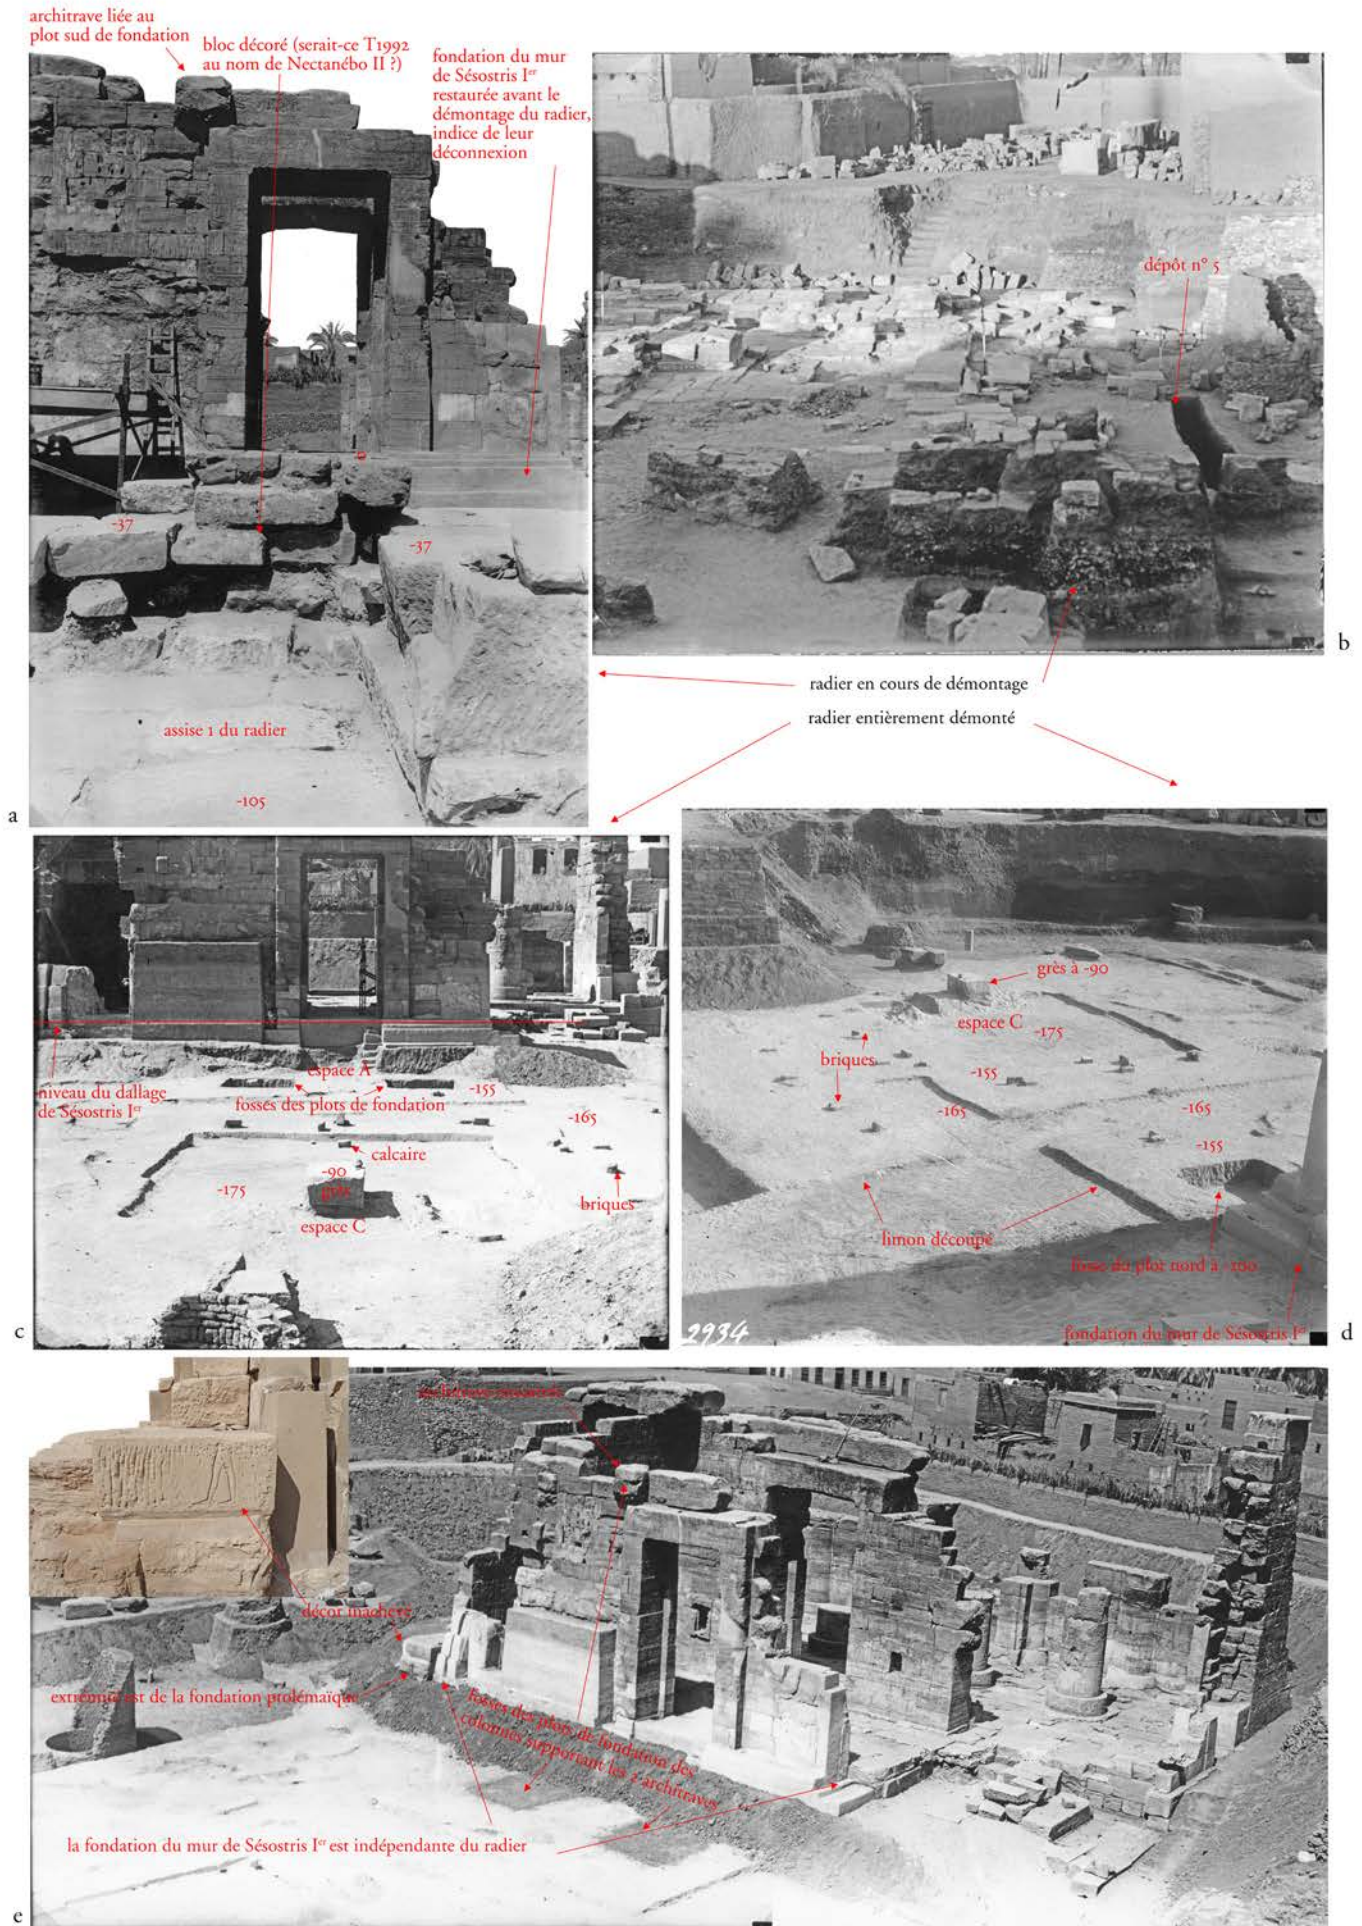 architrave liée au
plot sud de fondation
bloc décoré (serait-ce T1992
au nom de Nectanébo II ?)
fondation du mur
de Sésostris Ier
restaurée avant le
démontage du radier,
indice de leur
déconnexion
-37
-37
assise 1 du radier
-105
a
dépôt n° 5
b
radier en cours de démontage
radier entièrement démonté
espace A
niveau du dallage
de Sésostris Ier
fosses des plots de fondation
-155
-165
calcaire
-90
grès
-175
briques
espace C
c
grès à -90
espace C
-175
briques
-155
-165
-165
-155
limon découpé
fosse du plot nord à -100
fondation du mur de Sésostris Ier
2934
d
décor inachevé
extrémité est de la fondation ptolémaïque
fosses des plots de fondation des
colonnes supportant les 2 architraves
la fondation du mur de Sésostris Ier est indépendante du radier
e